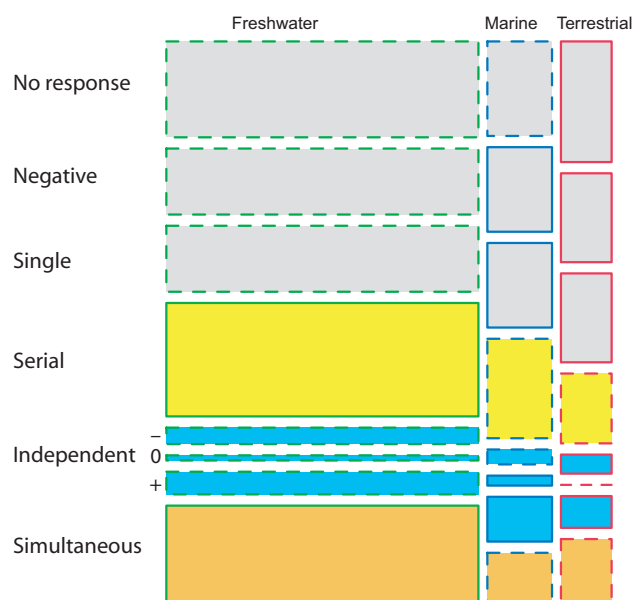 Freshwater Marine Terrestrial
No response
Negative
Single
Serial
–
Independent 0
+
Simultaneous